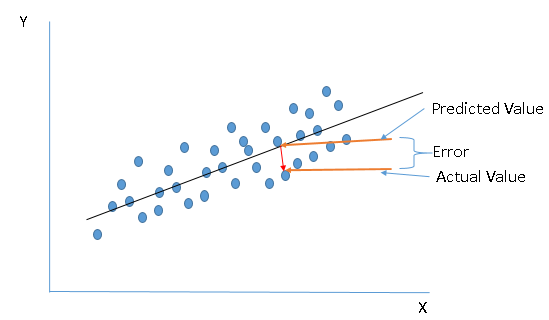 Y
Predicted Value
Error
Actual Value
X